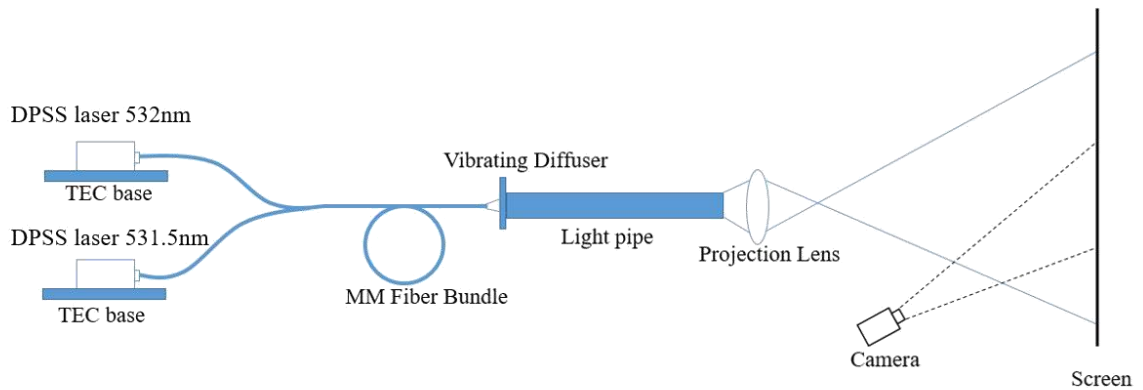 DPSS laser 532nm
TEC base
DPSS laser 531.5nm
TEC base
MM Fiber Bundle
Vibrating Diffuser
Light pipe
Projection Lens
Camera
Screen